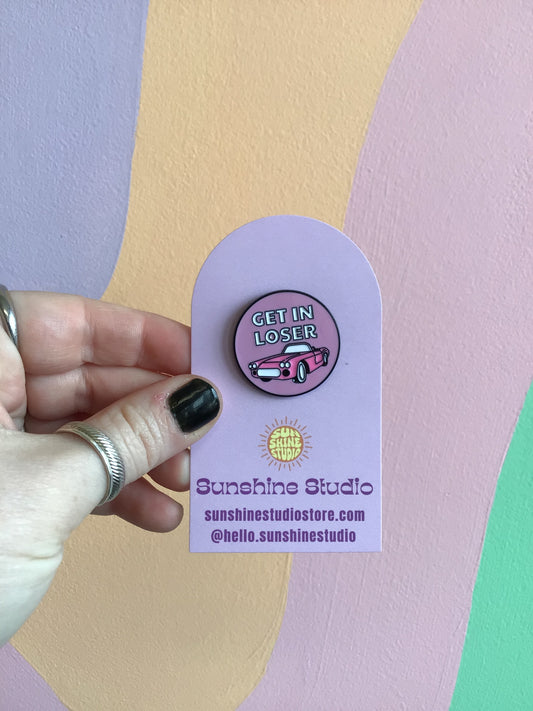 GET IN
LOSER
SUN
SHINE
STUDIO
Sunshine Studio
sunshinestudiostore.com
@hello.sunshinestudio